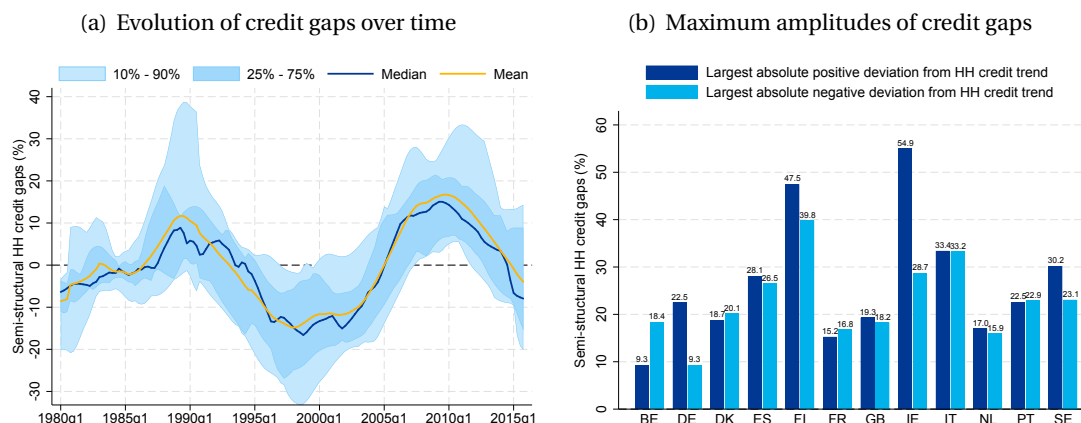 (a) Evolution of credit gaps over time
10% - 90% 25% - 75% Median Mean
Semi-structural HH credit gaps (%)
40
30
20
10
0
-10
-20
-30
1980q1 1985q1 1990q1 1995q1 2000q1 2005q1 2010q1 2015q1
(b) Maximum amplitudes of credit gaps
Largest absolute positive deviation from HH credit trend
Largest absolute negative deviation from HH credit trend
Semi-structural HH credit gaps (%)
60
50
40
30
20
10
0
9.3 18.4 22.5 9.3 18.7 20.1 28.1 26.5 47.5 39.8 15.2 16.8 19.3 18.2 54.9 28.7 33.4 33.2 17.0 15.9 22.5 22.9 30.2 23.1
BE DE DK ES FI FR GB IE IT NL PT SE